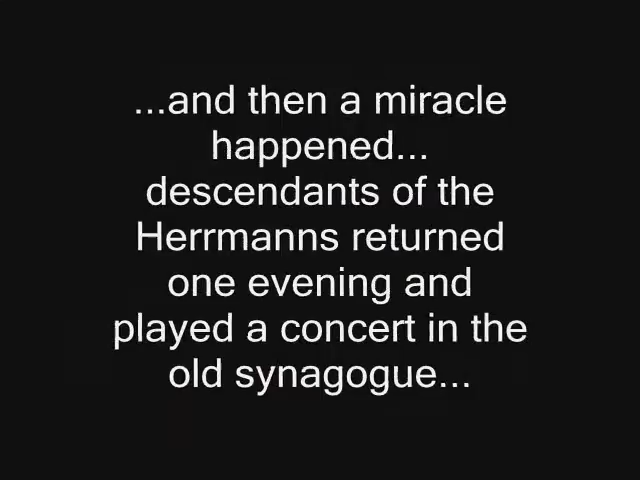 ...and then a miracle
happened...
descendants of the
Herrmanns returned
one evening and
played a concert in the
old synagogue...